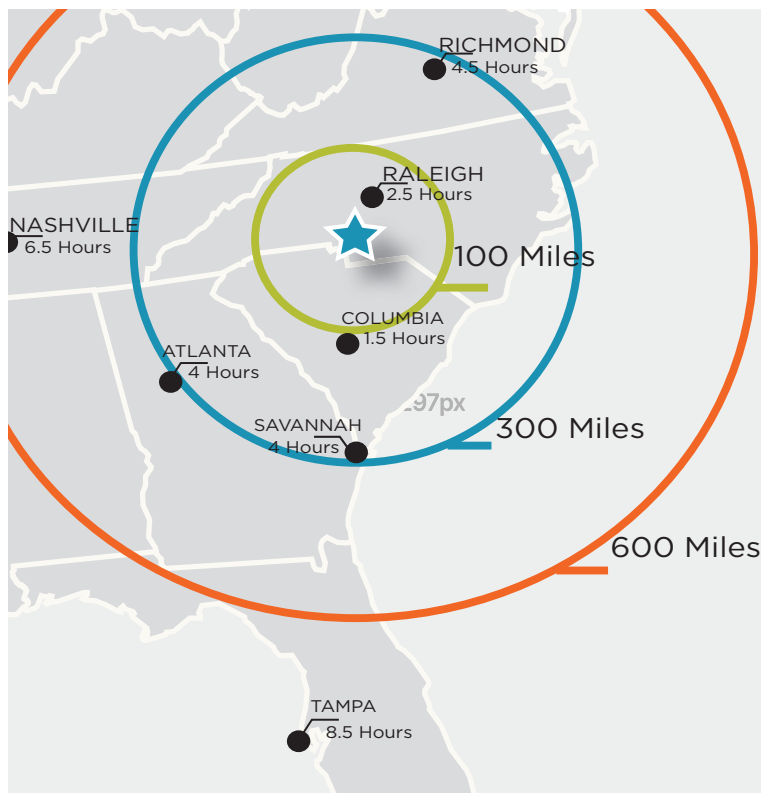 RICHMOND
4.5 Hours
RALEIGH
2.5 Hours
NASHVILLE
6.5 Hours
100 Miles
COLUMBIA
1.5 Hours
ATLANTA
4 Hours
297px
SAVANNAH
4 Hours
300 Miles
600 Miles
TAMPA
8.5 Hours